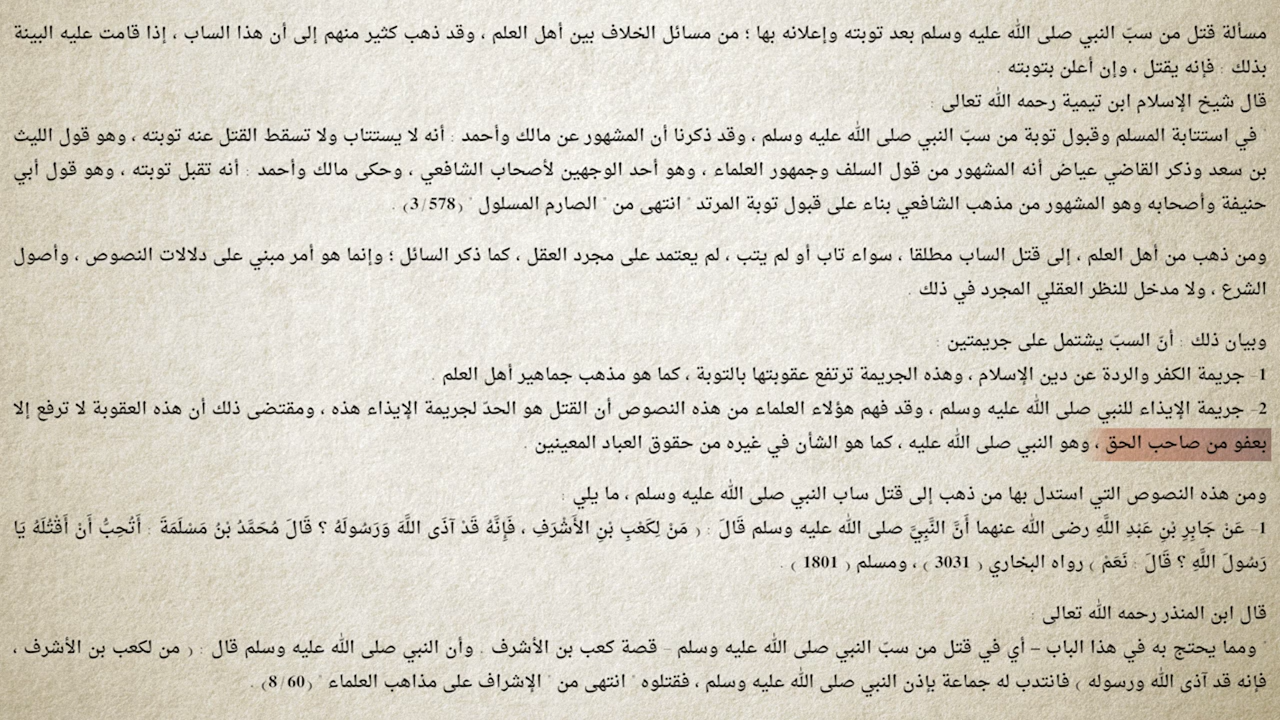 مسألة قتل من سبّ النبي صلى الله عليه وسلم بعد توبته وإعلانه بها ؛ من مسائل الخلاف بين أهل العلم ، وقد ذهب كثير منهم إلى أن هذا الساب ، إذا قامت عليه البينة
بذلك : فإنه يقتل ، وإن أعلن بتوبته .
قال شيخ الإسلام ابن تيمية رحمه الله تعالى :
" في استتابة المسلم وقبول توبة من سبّ النبي صلى الله عليه وسلم ، وقد ذكرنا أن المشهور عن مالك وأحمد : أنه لا يستتاب ولا تسقط القتل عنه توبته ، وهو قول الليث
بن سعد وذكر القاضي عياض أنه المشهور من قول السلف وجمهور العلماء ، وهو أحد الوجهين لأصحاب الشافعي ، وحكى مالك وأحمد : أنه تقبل توبته ، وهو قول أبي
حنيفة وأصحابه وهو المشهور من مذهب الشافعي بناء على قبول توبة المرتد " انتهى من " الصارم المسلول " (3/578) .
ومن ذهب من أهل العلم ، إلى قتل الساب مطلقا ، سواء تاب أو لم يتب ، لم يعتمد على مجرد العقل ، كما ذكر السائل ؛ وإنما هو أمر مبني على دلالات النصوص ، وأصول
الشرع ، ولا مدخل للنظر العقلي المجرد في ذلك .
وبيان ذلك : أنّ السبّ يشتمل على جريمتين :
1- جريمة الكفر والردة عن دين الإسلام ، وهذه الجريمة ترتفع عقوبتها بالتوبة ، كما هو مذهب جماهير أهل العلم .
2- جريمة الإيذاء للنبي صلى الله عليه وسلم ، وقد فهم هؤلاء العلماء من هذه النصوص أن القتل هو الحدّ لجريمة الإيذاء هذه ، ومقتضى ذلك أن هذه العقوبة لا ترفع إلا
بعفو من صاحب الحق ، وهو النبي صلى الله عليه ، كما هو الشأن في غيره من حقوق العباد المعينين .
ومن هذه النصوص التي استدل بها من ذهب إلى قتل ساب النبي صلى الله عليه وسلم ، ما يلي :
1- عَنْ جَابِرِ بْنِ عَبْدِ اللَّهِ رضى الله عنهما أَنَّ النَّبِيَّ صلى الله عليه وسلم قَالَ : ( مَنْ لِكَعْبِ بْنِ الأَشْرَفِ ، فَإِنَّهُ قَدْ آذَى اللَّهَ وَرَسُولَهُ ؟ قَالَ مُحَمَّدُ بْنُ مَسْلَمَةَ : أَتُحِبُّ أَنْ أَقْتُلَهُ يَا
رَسُولَ اللَّهِ ؟ قَالَ : نَعَمْ ) رواه البخاري ( 3031 ) ، ومسلم ( 1801 ) .
قال ابن المنذر رحمه الله تعالى :
" ومما يحتج به في هذا الباب – أي في قتل من سبّ النبي صلى الله عليه وسلم – قصة كعب بن الأشرف . وأن النبي صلى الله عليه وسلم قال : ( من لكعب بن الأشرف ،
فإنه قد آذى الله ورسوله ) فانتدب له جماعة بإذن النبي صلى الله عليه وسلم ، فقتلوه " انتهى من " الإشراف على مذاهب العلماء " (8/60) .